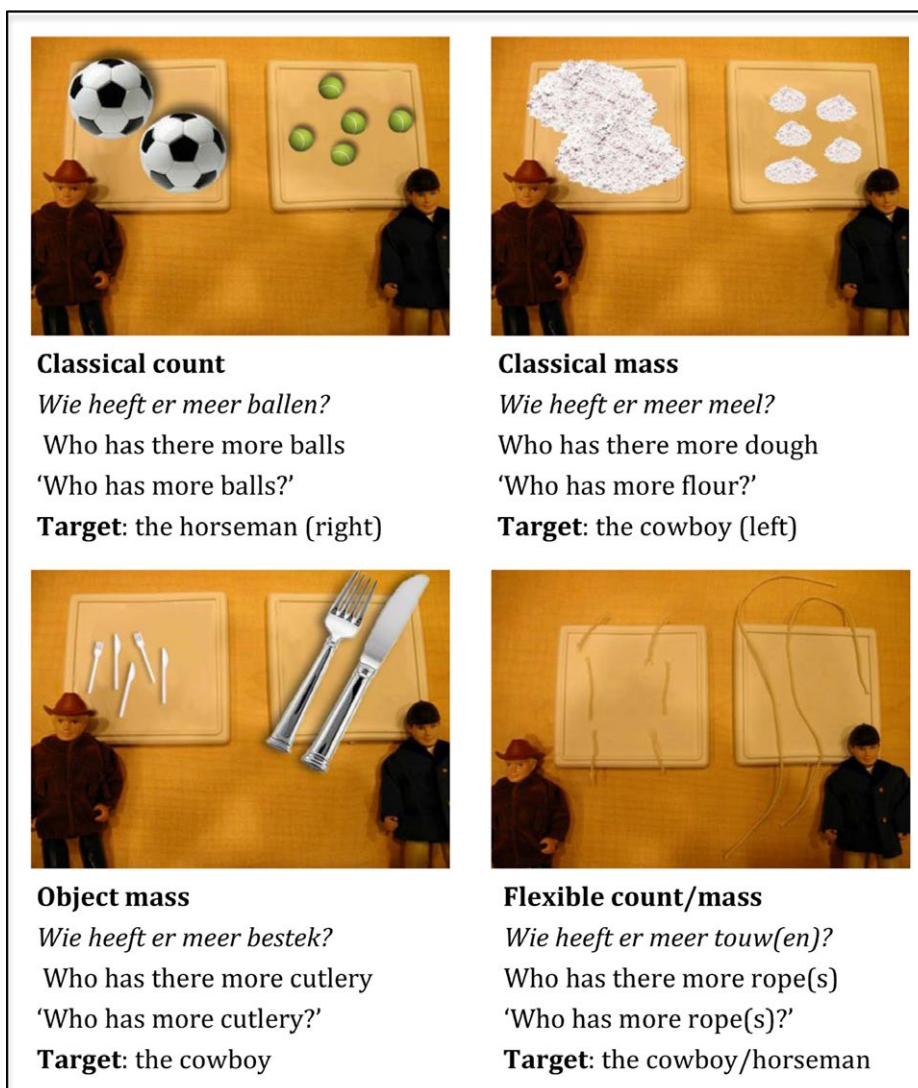 Classical count
Wie heeft er meer ballen?
Who has there more balls
‘Who has more balls?’
Target: the horseman (right)
Classical mass
Wie heeft er meer meel?
Who has there more dough
‘Who has more flour?’
Target: the cowboy (left)
Object mass
Wie heeft er meer bestek?
Who has there more cutlery
‘Who has more cutlery?’
Target: the cowboy
Flexible count/mass
Wie heeft er meer touw(en)?
Who has there more rope(s)
‘Who has more rope(s)?’
Target: the cowboy/horseman